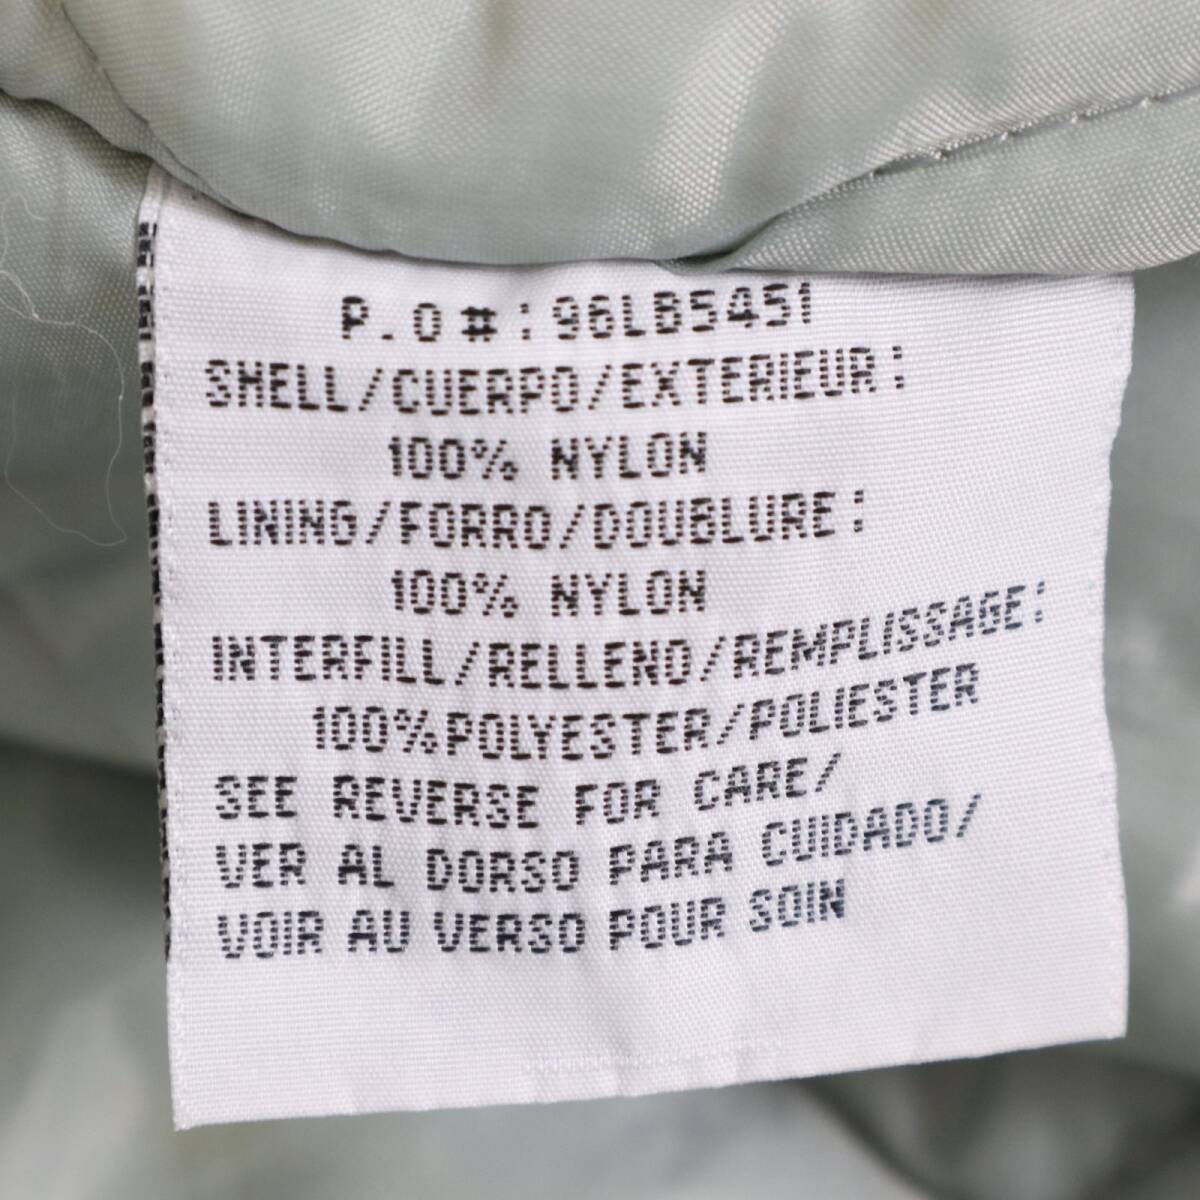 P.O #: 96LB5451
SHELL/CUERPO/EXTERIEUR:
100% NYLON
LINING/FORRO/DOUBLURE:
100% NYLON
INTERFILL/RELLENO/REMPLISSAGE:
100%POLYESTER/POLIESTER
SEE REVERSE FOR CARE/
VER AL DORSO PARA CUIDADO/
VOIR AU VERSO POUR SOIN